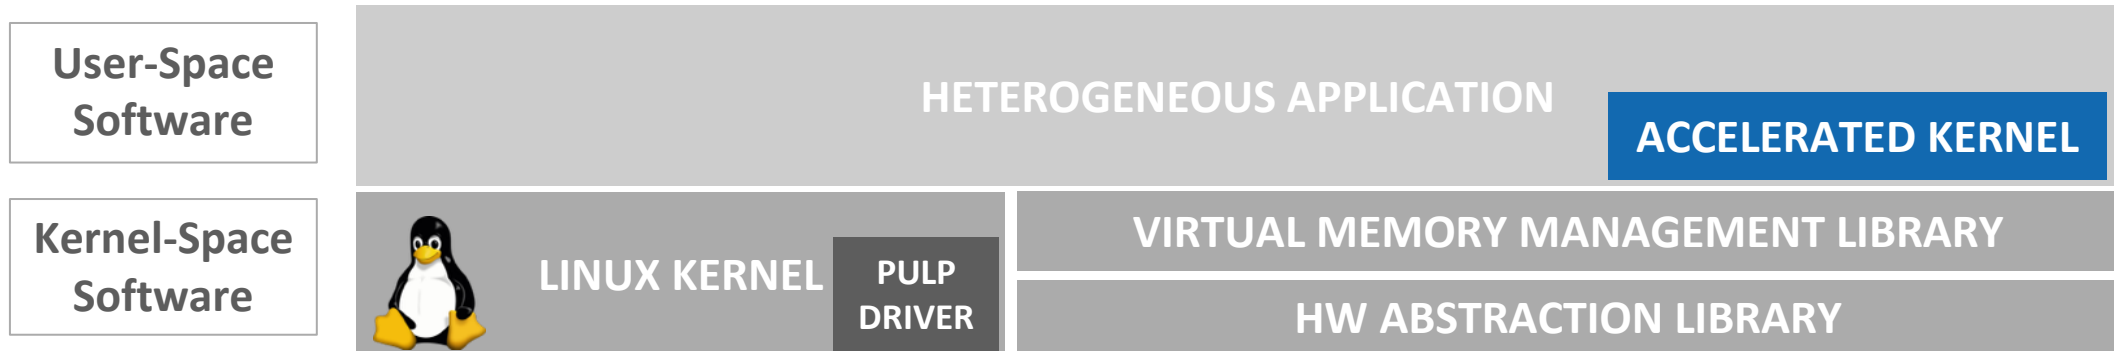 User-Space
Software
HETEROGENEOUS APPLICATION
ACCELERATED KERNEL
Kernel-Space
Software
LINUX KERNEL
PULP
DRIVER
VIRTUAL MEMORY MANAGEMENT LIBRARY
HW ABSTRACTION LIBRARY